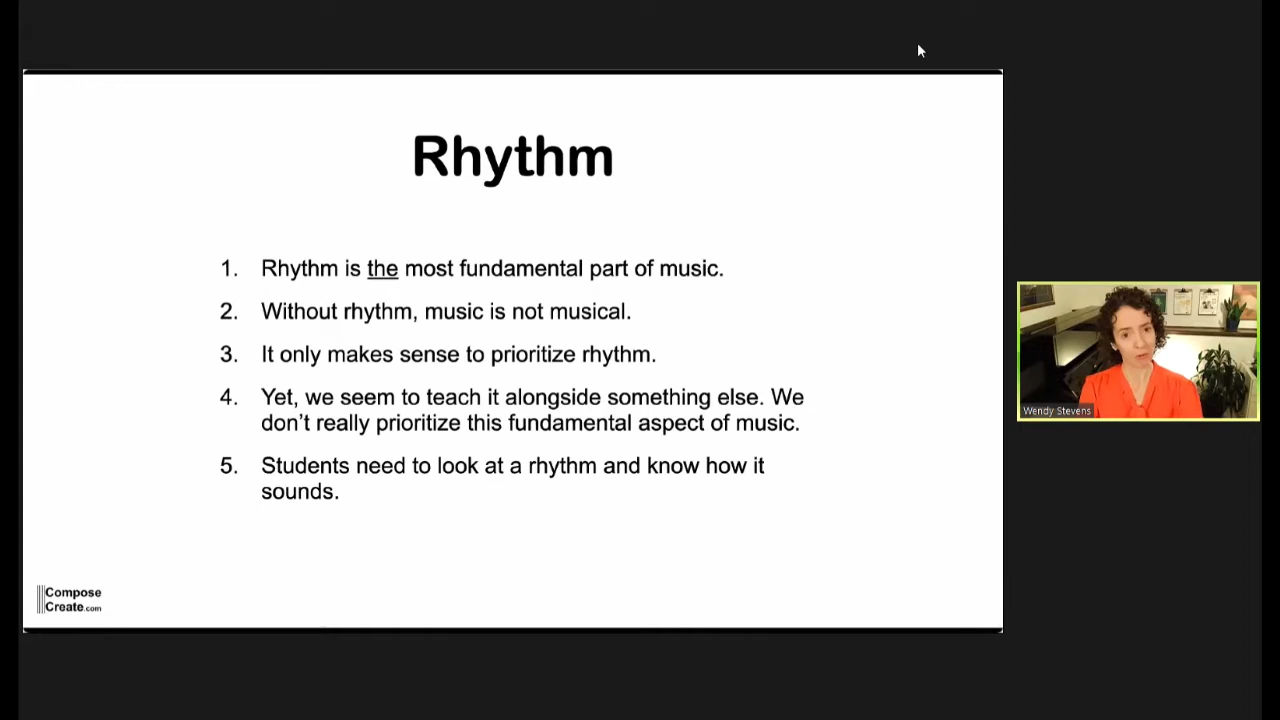 Rhythm
1. Rhythm is the most fundamental part of music.
2. Without rhythm, music is not musical.
3. It only makes sense to prioritize rhythm.
4. Yet, we seem to teach it alongside something else. We
don’t really prioritize this fundamental aspect of music.
5. Students need to look at a rhythm and know how it
sounds.
Compose
Create.com
Wendy Stevens